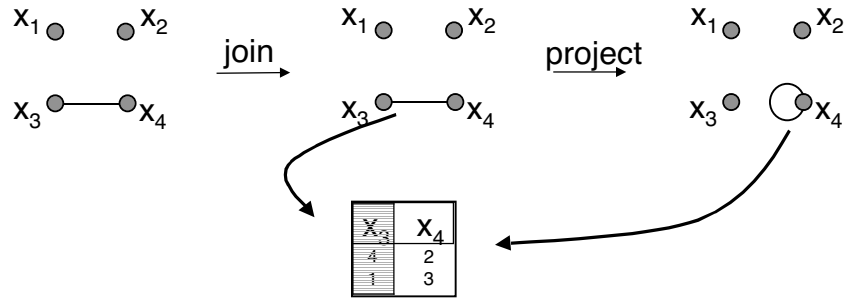 x₁ x₂ join x₁ x₂ project x₁ x₂
x₃ x₄ x₃ x₄ x₃ x₄
x₃ x₄
4 2
1 3